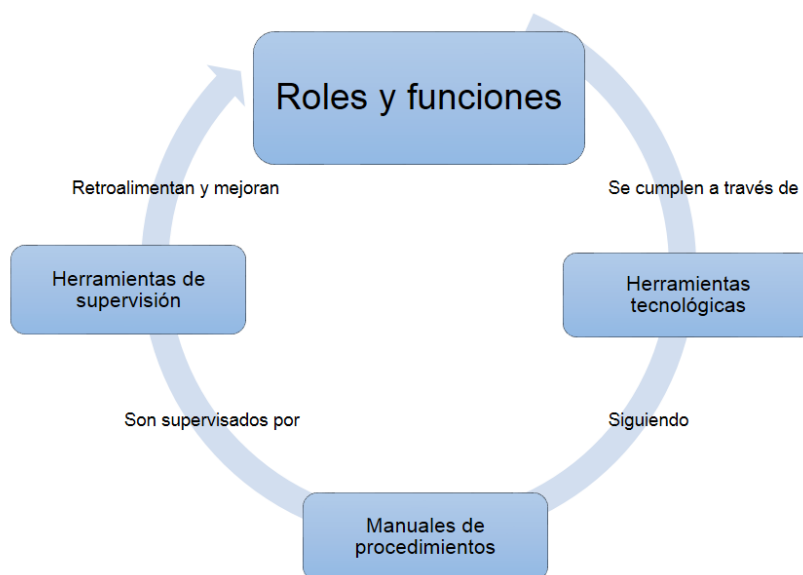 Roles y funciones
Retroalimentan y mejoran
Se cumplen a través de
Herramientas de
supervisión
Herramientas
tecnológicas
Son supervisados por
Siguiendo
Manuales de
procedimientos